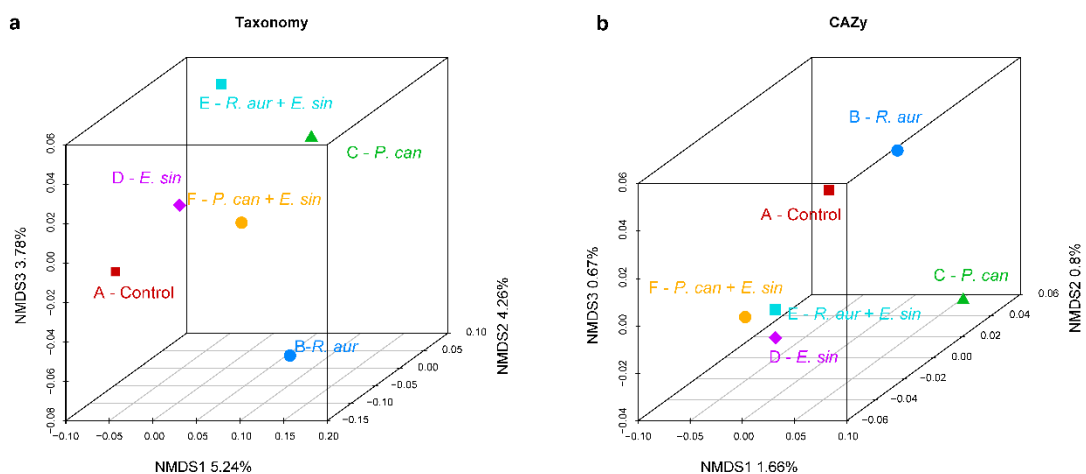 a
Taxonomy
E - R. aur + E. sin
C - P. can
D - E. sin
F - P. can + E. sin
A - Control
B-R. aur
NMDS3 3.78%
−0.08 −0.06 −0.04 −0.02 0.00 0.02 0.04 0.06
NMDS2 4.26%
−0.15 −0.10 −0.05 0.00 0.05 0.10
−0.10 −0.05 0.00 0.05 0.10 0.15 0.20
NMDS1 5.24%
b
CAZy
B - R. aur
A - Control
C - P. can
F - P. can + E. sin
E - R. aur + E. sin
D - E. sin
NMDS3 0.67%
−0.04 −0.02 0.00 0.02 0.04 0.06
NMDS2 0.8%
−0.06 −0.04 −0.02 0.00 0.02 0.04 0.06
−0.10 −0.05 0.00 0.05 0.10
NMDS1 1.66%